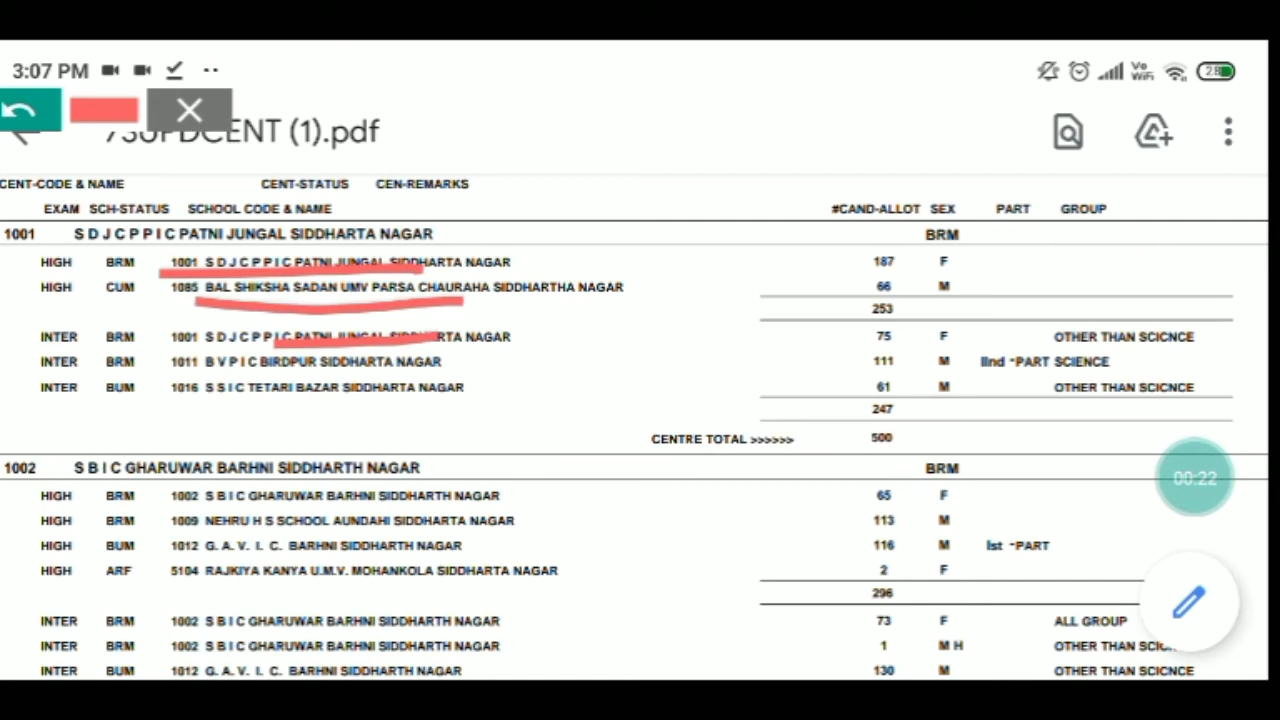 3:07 PM 28
73UPDCENT (1).pdf
CENT-CODE & NAME CENT-STATUS CEN-REMARKS
EXAM SCH-STATUS SCHOOL CODE & NAME #CAND-ALLOT SEX PART GROUP
1001 S D J C P P I C PATNI JUNGAL SIDDHARTA NAGAR BRM
HIGH BRM 1001 S D J C P P I C PATNI JUNGAL SIDDHARTA NAGAR 187 F
HIGH CUM 1085 BAL SHIKSHA SADAN UMV PARSA CHAURAHA SIDDHARTHA NAGAR 66 M
253
INTER BRM 1001 S D J C P P I C PATNI JUNGAL SIDDHARTA NAGAR 75 F OTHER THAN SCICNCE
INTER BRM 1011 B V P I C BIRDPUR SIDDHARTA NAGAR 111 M IInd -PART SCIENCE
INTER BUM 1016 S S I C TETARI BAZAR SIDDHARTA NAGAR 61 M OTHER THAN SCICNCE
247
CENTRE TOTAL >>>>>> 500
1002 S B I C GHARUWAR BARHNI SIDDHARTH NAGAR BRM
HIGH BRM 1002 S B I C GHARUWAR BARHNI SIDDHARTH NAGAR 65 F
HIGH BRM 1009 NEHRU H S SCHOOL AUNDAHI SIDDHARTA NAGAR 113 M
HIGH BUM 1012 G. A. V. I. C. BARHNI SIDDHARTH NAGAR 116 M Ist -PART
HIGH ARF 5104 RAJKIYA KANYA U.M.V. MOHANKOLA SIDDHARTA NAGAR 2 F
296
INTER BRM 1002 S B I C GHARUWAR BARHNI SIDDHARTH NAGAR 73 F ALL GROUP
INTER BRM 1002 S B I C GHARUWAR BARHNI SIDDHARTH NAGAR 1 M H OTHER THAN
INTER BUM 1012 G. A. V. I. C. BARHNI SIDDHARTH NAGAR 130 M OTHER THAN SCICNCE
00:22